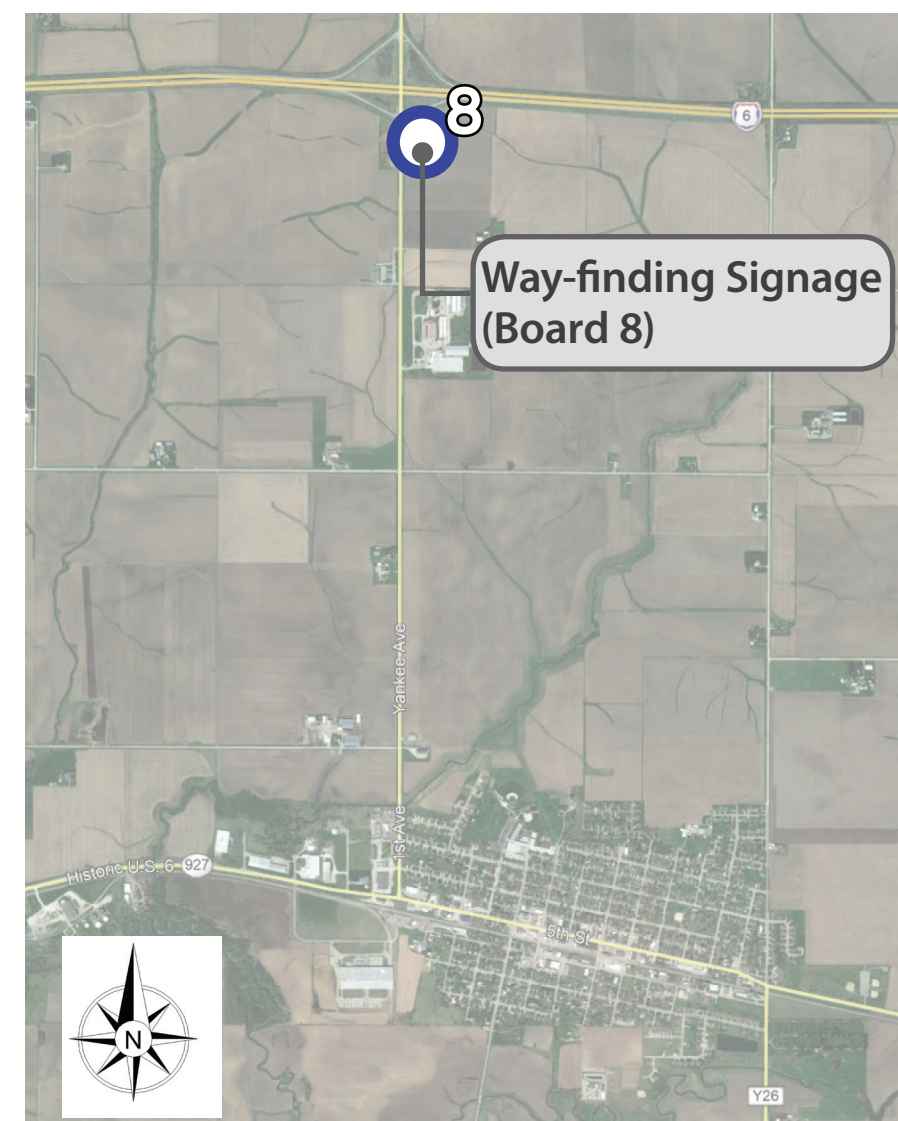 8
6
Way-finding Signage
(Board 8)
Yankee Ave
1st Ave
Historic U.S. 6
927
5th St
N
Y26